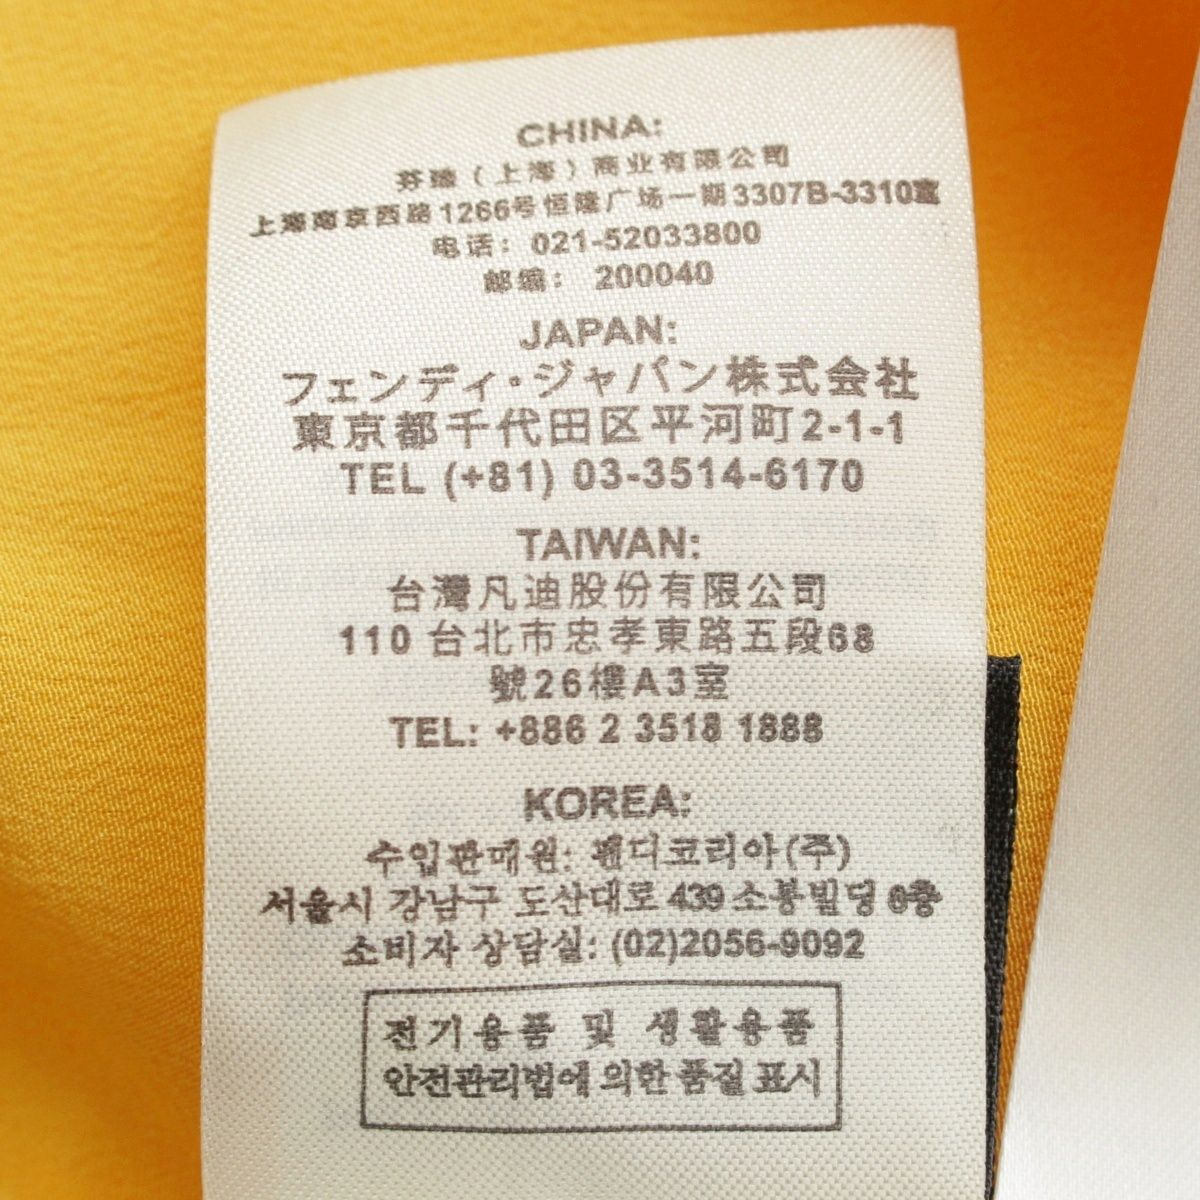 CHINA:
芬臻（上海）商业有限公司
上海南京西路1266号恒隆广场一期3307B-3310室
电话：021-52033800
邮编：200040
JAPAN:
フェンディ・ジャパン株式会社
東京都千代田区平河町2-1-1
TEL (+81) 03-3514-6170
TAIWAN:
台灣凡迪股份有限公司
110 台北市忠孝東路五段68
號26樓A3室
TEL: +886 2 3518 1888
KOREA:
수입판매원: 펜디코리아(주)
서울시 강남구 도산대로 439 소봉빌딩 6층
소비자 상담실: (02)2056-9092
전기용품 및 생활용품
안전관리법에 의한 품질 표시